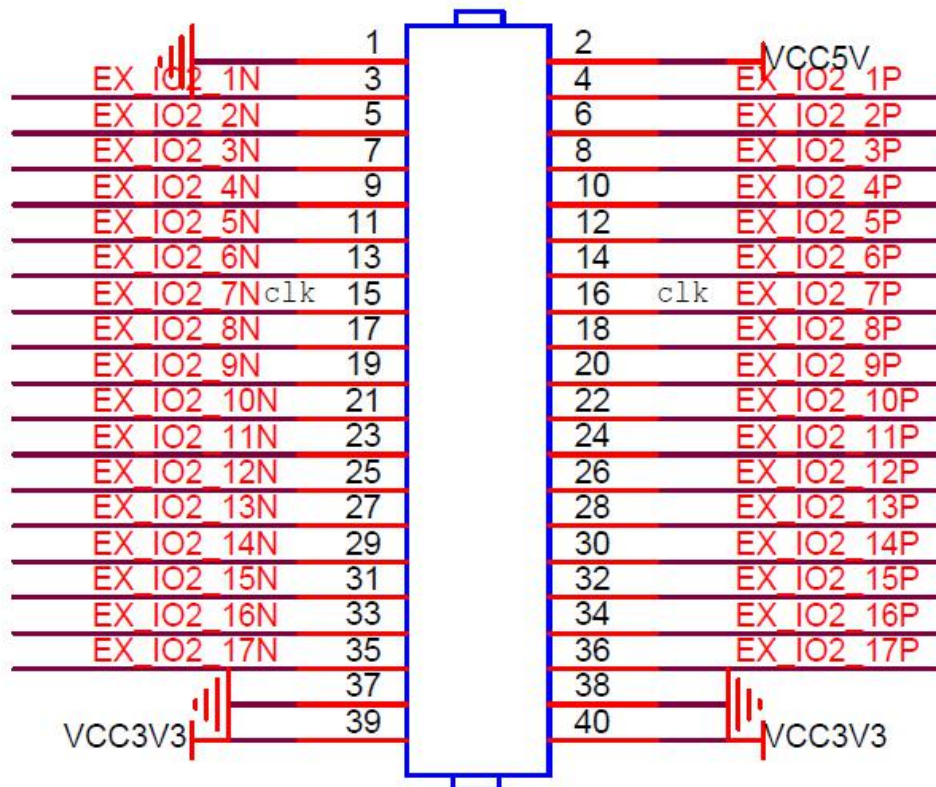 1 2 VCC5V
EX_IO2_1N 3 4 EX_IO2_1P
EX_IO2_2N 5 6 EX_IO2_2P
EX_IO2_3N 7 8 EX_IO2_3P
EX_IO2_4N 9 10 EX_IO2_4P
EX_IO2_5N 11 12 EX_IO2_5P
EX_IO2_6N 13 14 EX_IO2_6P
EX_IO2_7N clk 15 16 clk EX_IO2_7P
EX_IO2_8N 17 18 EX_IO2_8P
EX_IO2_9N 19 20 EX_IO2_9P
EX_IO2_10N 21 22 EX_IO2_10P
EX_IO2_11N 23 24 EX_IO2_11P
EX_IO2_12N 25 26 EX_IO2_12P
EX_IO2_13N 27 28 EX_IO2_13P
EX_IO2_14N 29 30 EX_IO2_14P
EX_IO2_15N 31 32 EX_IO2_15P
EX_IO2_16N 33 34 EX_IO2_16P
EX_IO2_17N 35 36 EX_IO2_17P
37 38
VCC3V3 39 40 VCC3V3